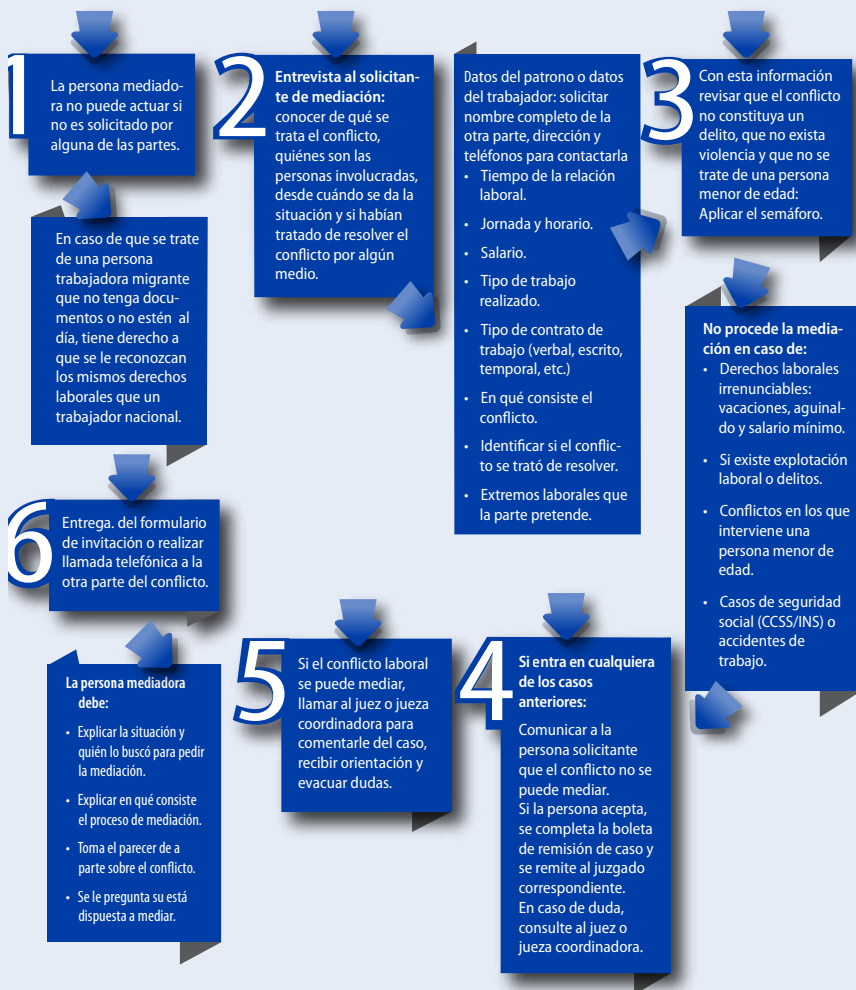 1
La persona mediado-
ra no puede actuar si
no es solicitado por
alguna de las partes.
En caso de que se trate
de una persona
trabajadora migrante
que no tenga docu-
mentos o no estén al
día, tiene derecho a
que se le reconozcan
los mismos derechos
laborales que un
trabajador nacional.
2
Entrevista al solicitan-
te de mediación:
conocer de qué se
trata el conflicto,
quiénes son las
personas involucradas,
desde cuándo se da la
situación y si habían
tratado de resolver el
conflicto por algún
medio.
Datos del patrono o datos
del trabajador: solicitar
nombre completo de la
otra parte, dirección y
teléfonos para contactarla
• Tiempo de la relación
laboral.
• Jornada y horario.
• Salario.
• Tipo de trabajo
realizado.
• Tipo de contrato de
trabajo (verbal, escrito,
temporal, etc.)
• En qué consiste el
conflicto.
• Identificar si el conflic-
to se trató de resolver.
• Extremos laborales que
la parte pretende.
3
Con esta información
revisar que el conflicto
no constituya un
delito, que no exista
violencia y que no se
trate de una persona
menor de edad:
Aplicar el semáforo.
No procede la media-
ción en caso de:
• Derechos laborales
irrenunciables:
vacaciones, aguinal-
do y salario mínimo.
• Si existe explotación
laboral o delitos.
• Conflictos en los que
interviene una
persona menor de
edad.
• Casos de seguridad
social (CCSS/INS) o
accidentes de
trabajo.
4
Si entra en cualquiera
de los casos
anteriores:
Comunicar a la
persona solicitante
que el conflicto no se
puede mediar.
Si la persona acepta,
se completa la boleta
de remisión de caso y
se remite al juzgado
correspondiente.
En caso de duda,
consulte al juez o
jueza coordinadora.
5
Si el conflicto laboral
se puede mediar,
llamar al juez o jueza
coordinadora para
comentarle del caso,
recibir orientación y
evacuar dudas.
6
Entrega. del formulario
de invitación o realizar
llamada telefónica a la
otra parte del conflicto.
La persona mediadora
debe:
• Explicar la situación y
quién lo buscó para pedir
la mediación.
• Explicar en qué consiste
el proceso de mediación.
• Toma el parecer de a
parte sobre el conflicto.
• Se le pregunta su está
dispuesta a mediar.